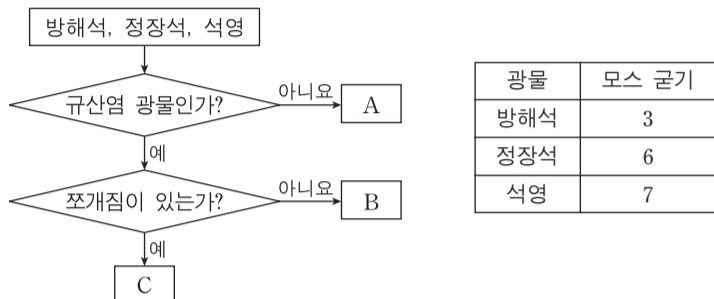 방해석, 정장석, 석영
규산염 광물인가?
아니요
A
예
쪼개짐이 있는가?
아니요
B
예
C
광물 모스 굳기
방해석 3
정장석 6
석영 7